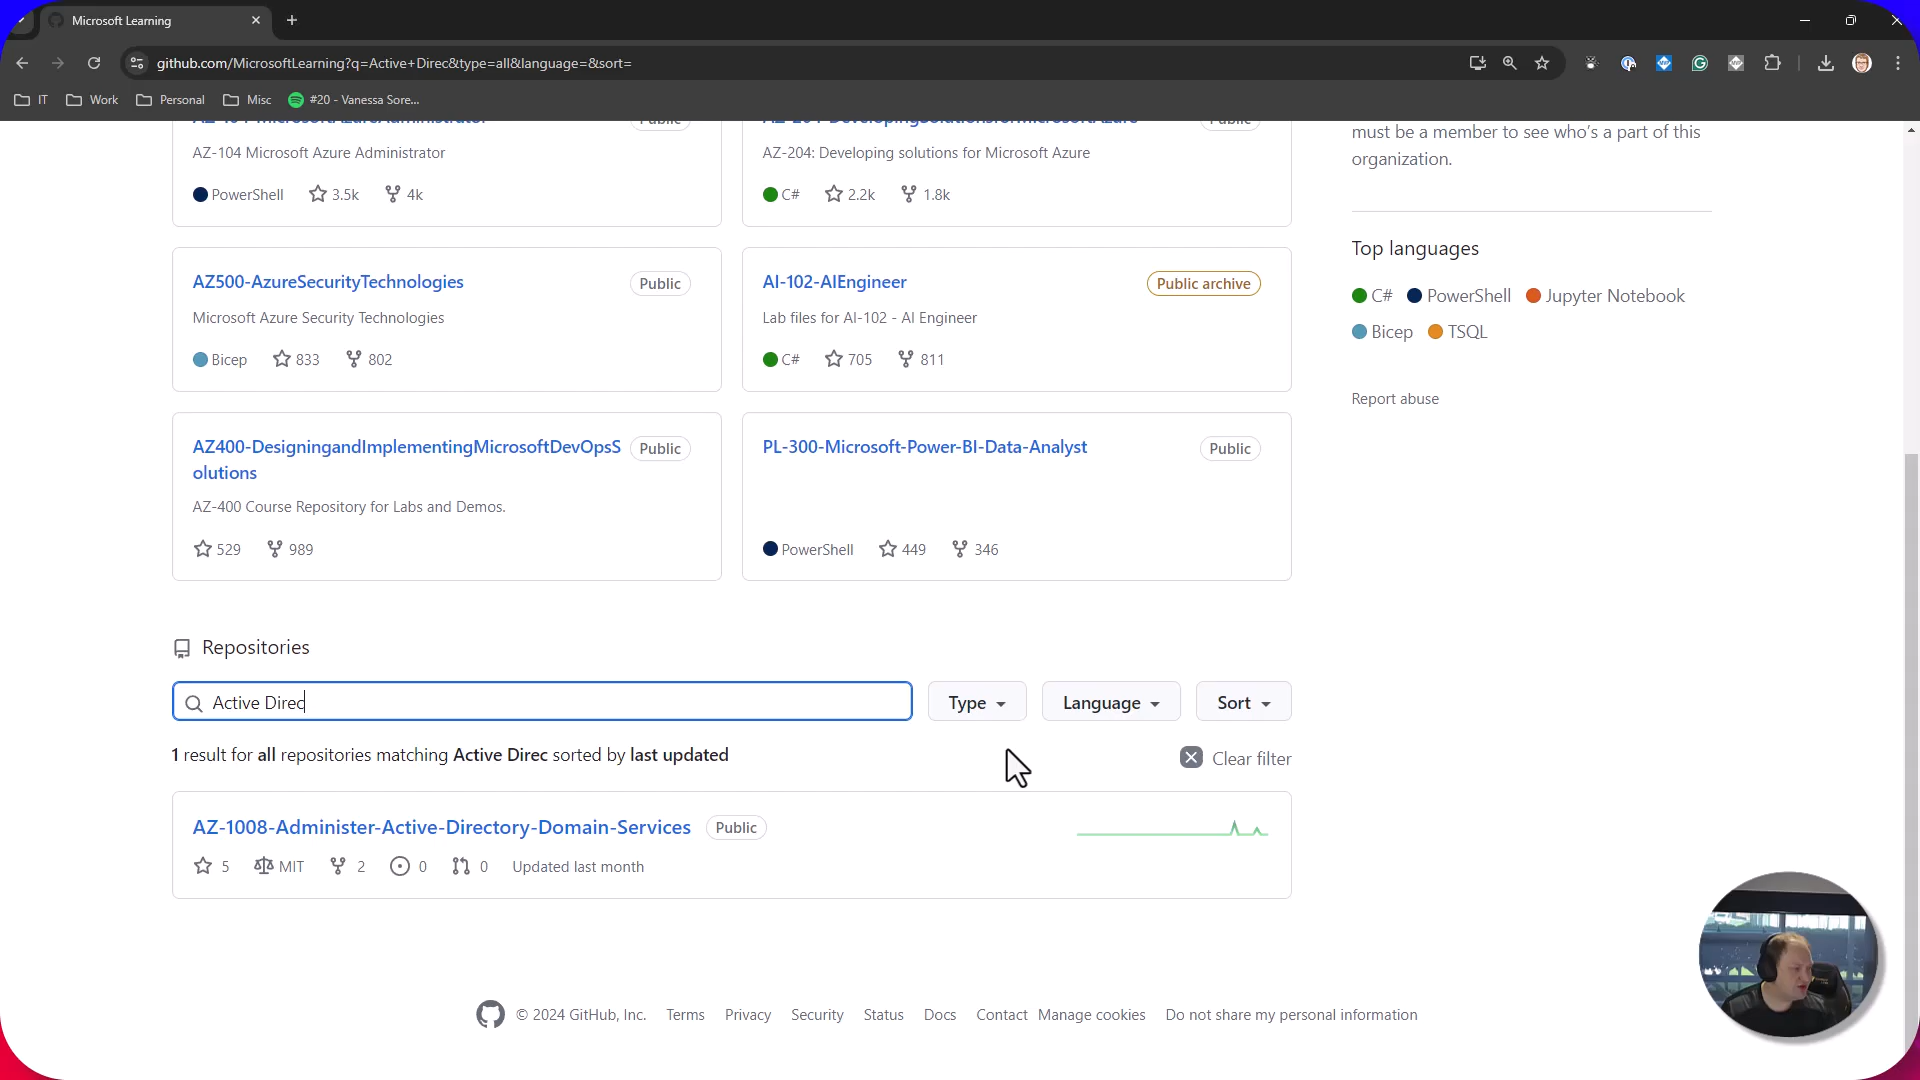 Microsoft Learning
github.com/MicrosoftLearning?q=Active+Direc&type=all&language=&sort=
IT Work Personal Misc #20 - Vanessa Sore...
must be a member to see who's a part of this
organization.
AZ-104 Microsoft Azure Administrator
PowerShell 3.5k 4k
AZ-204: Developing solutions for Microsoft Azure
C# 2.2k 1.8k
Top languages
C# PowerShell Jupyter Notebook
Bicep TSQL
Report abuse
AZ500-AzureSecurityTechnologies Public
Microsoft Azure Security Technologies
Bicep 833 802
AI-102-AIEngineer Public archive
Lab files for AI-102 - AI Engineer
C# 705 811
AZ400-DesigningandImplementingMicrosoftDevOpsS Public
olutions
AZ-400 Course Repository for Labs and Demos.
529 989
PL-300-Microsoft-Power-BI-Data-Analyst Public
PowerShell 449 346
Repositories
Active Direc
Type Language Sort
1 result for all repositories matching Active Direc sorted by last updated
Clear filter
AZ-1008-Administer-Active-Directory-Domain-Services Public
5 MIT 2 0 0 Updated last month
© 2024 GitHub, Inc. Terms Privacy Security Status Docs Contact Manage cookies Do not share my personal information